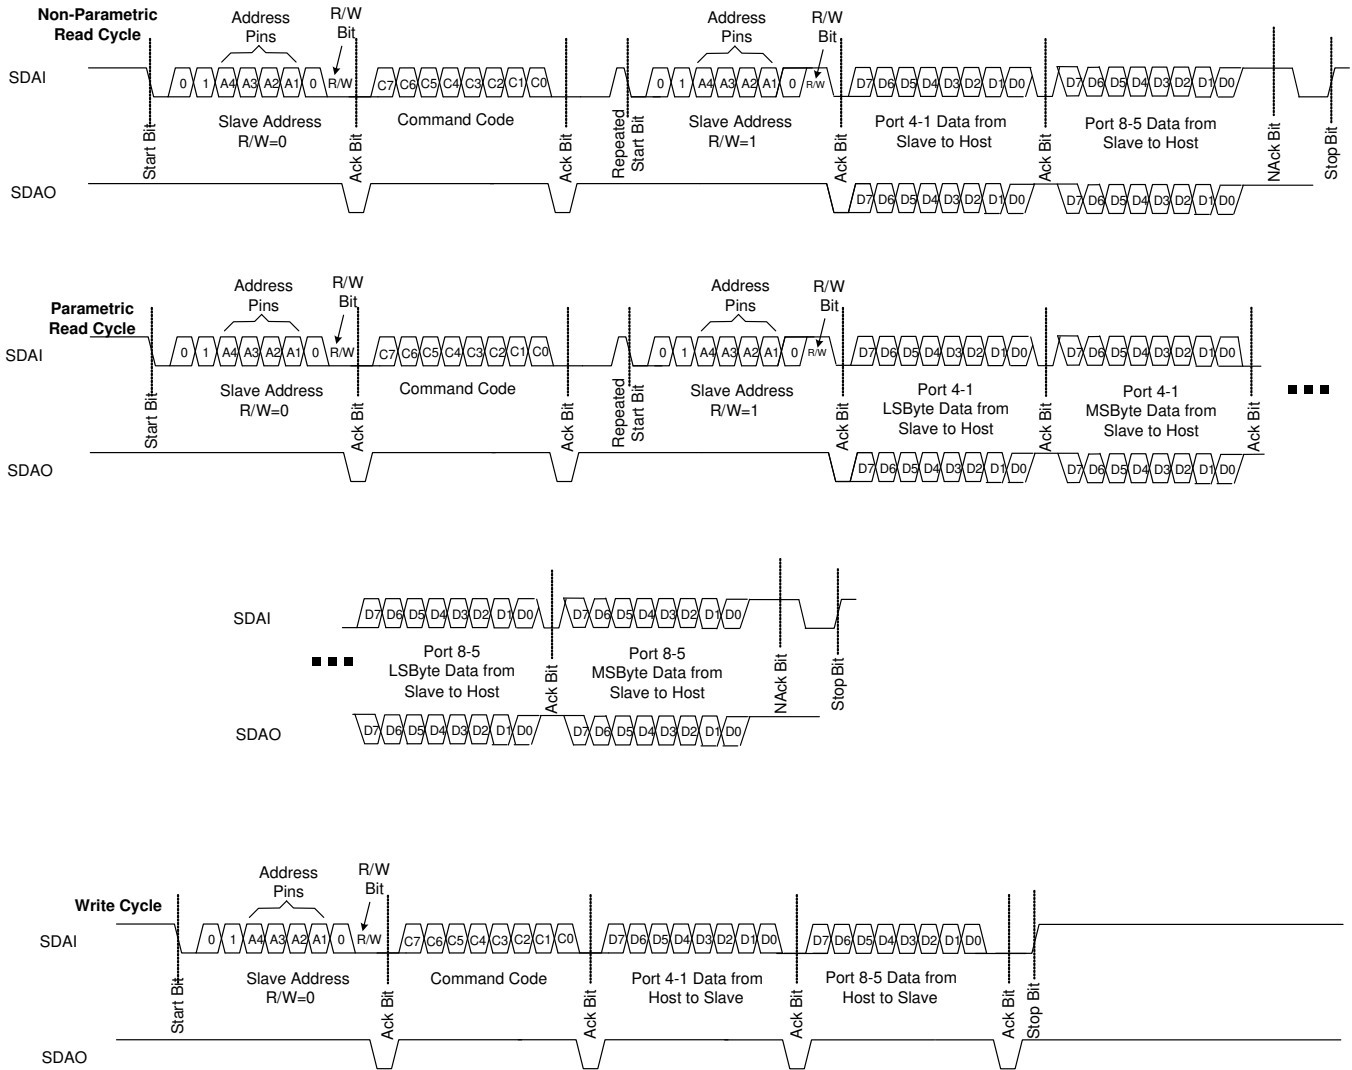 Non-Parametric
Read Cycle
Address
Pins
R/W
Bit
Address
Pins
R/W
Bit
SDAI
0 1 A4 A3 A2 A1 0 R/W C7 C6 C5 C4 C3 C2 C1 C0 0 1 A4 A3 A2 A1 0 R/W D7 D6 D5 D4 D3 D2 D1 D0 D7 D6 D5 D4 D3 D2 D1 D0
Start Bit
Slave Address
R/W=0
Ack Bit
Command Code
Ack Bit
Repeated
Start Bit
Slave Address
R/W=1
Ack Bit
Port 4-1 Data from
Slave to Host
Ack Bit
Port 8-5 Data from
Slave to Host
NAck Bit
Stop Bit
SDAO
D7 D6 D5 D4 D3 D2 D1 D0 D7 D6 D5 D4 D3 D2 D1 D0
Parametric
Read Cycle
Address
Pins
R/W
Bit
Address
Pins
R/W
Bit
SDAI
0 1 A4 A3 A2 A1 0 R/W C7 C6 C5 C4 C3 C2 C1 C0 0 1 A4 A3 A2 A1 0 R/W D7 D6 D5 D4 D3 D2 D1 D0 D7 D6 D5 D4 D3 D2 D1 D0
Start Bit
Slave Address
R/W=0
Ack Bit
Command Code
Ack Bit
Repeated
Start Bit
Slave Address
R/W=1
Ack Bit
Port 4-1
LSByte Data from
Slave to Host
Ack Bit
Port 4-1
MSByte Data from
Slave to Host
Ack Bit
SDAO
D7 D6 D5 D4 D3 D2 D1 D0 D7 D6 D5 D4 D3 D2 D1 D0
SDAI
D7 D6 D5 D4 D3 D2 D1 D0 D7 D6 D5 D4 D3 D2 D1 D0
Port 8-5
LSByte Data from
Slave to Host
Ack Bit
Port 8-5
MSByte Data from
Slave to Host
NAck Bit
Stop Bit
SDAO
D7 D6 D5 D4 D3 D2 D1 D0 D7 D6 D5 D4 D3 D2 D1 D0
Write Cycle
Address
Pins
R/W
Bit
SDAI
0 1 A4 A3 A2 A1 0 R/W C7 C6 C5 C4 C3 C2 C1 C0 D7 D6 D5 D4 D3 D2 D1 D0 D7 D6 D5 D4 D3 D2 D1 D0
Start Bit
Slave Address
R/W=0
Ack Bit
Command Code
Ack Bit
Port 4-1 Data from
Host to Slave
Ack Bit
Port 8-5 Data from
Host to Slave
Ack Bit
Stop Bit
SDAO